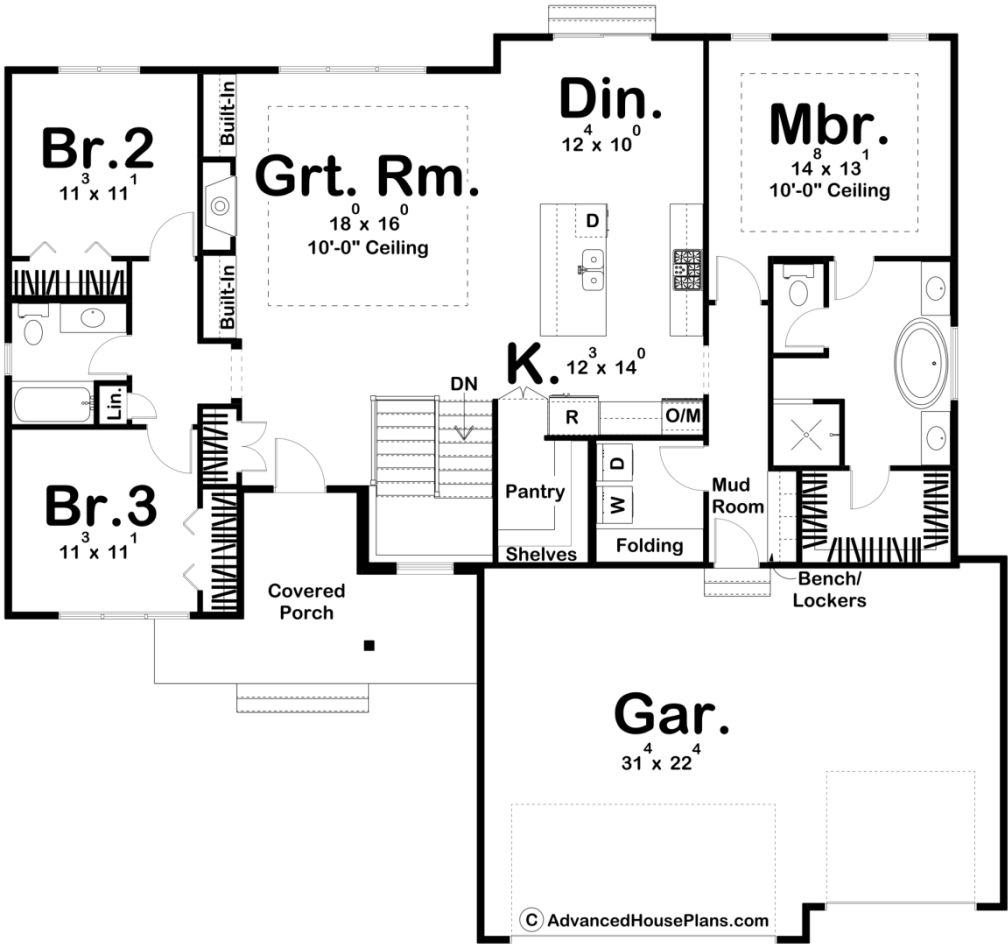 Br.2
11³ x 11¹
Built-In
Grt. Rm.
18⁰ x 16⁰
10'-0" Ceiling
Built-In
Din.
12⁴ x 10⁰
Mbr.
14⁸ x 13¹
10'-0" Ceiling
D
K. 12³ x 14⁰
DN
R
O/M
Lin.
Br.3
11³ x 11¹
Pantry
Shelves
D
W
Folding
Mud
Room
Bench/
Lockers
Covered
Porch
Gar.
31⁴ x 22⁴
© AdvancedHousePlans.com